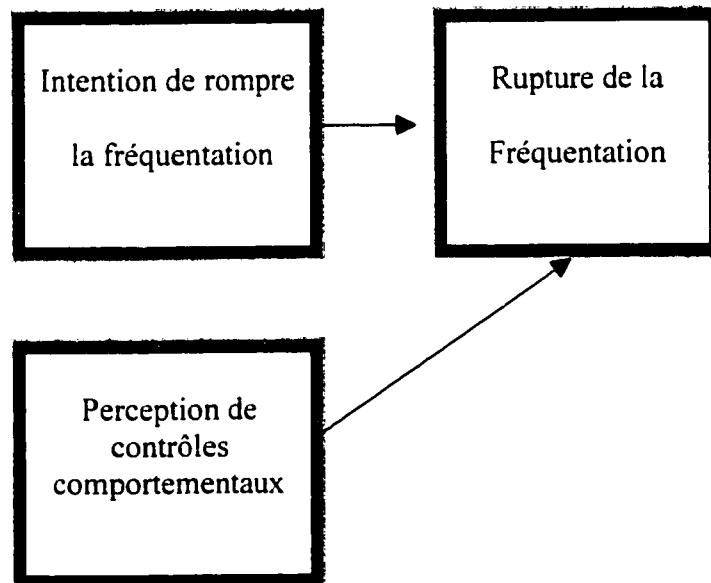 Intention de rompre
la fréquentation
Rupture de la
Fréquentation
Perception de
contrôles
comportementaux